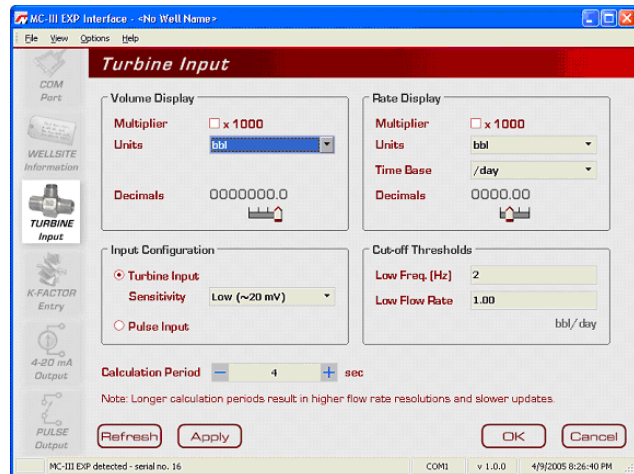 MC-III EXP Interface - <No Well Name>
File View Options Help
COM
Port
WELLSITE
Information
TURBINE
Input
K-FACTOR
Entry
4-20 mA
Output
PULSE
Output
Turbine Input
Volume Display
Multiplier x 1000
Units bbl
Decimals 0000000.0
Rate Display
Multiplier x 1000
Units bbl
Time Base /day
Decimals 0000.00
Input Configuration
Turbine Input
Sensitivity Low (~20 mV)
Pulse Input
Cut-off Thresholds
Low Freq. (Hz) 2
Low Flow Rate 1.00
bbl/day
Calculation Period 4 sec
Note: Longer calculation periods result in higher flow rate resolutions and slower updates.
Refresh Apply OK Cancel
MC-III EXP detected - serial no. 16 COM1 v 1.0.0 4/9/2005 8:26:40 PM